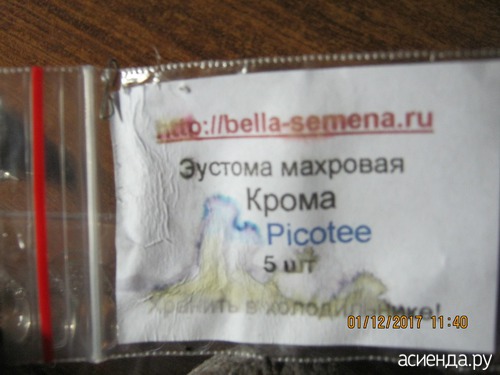 http://bella-semena.ru
Эустома махровая
Крома
Picotee
5 шт
Хранить в холодильнике!
01/12/2017 11:40
асиенда.ру